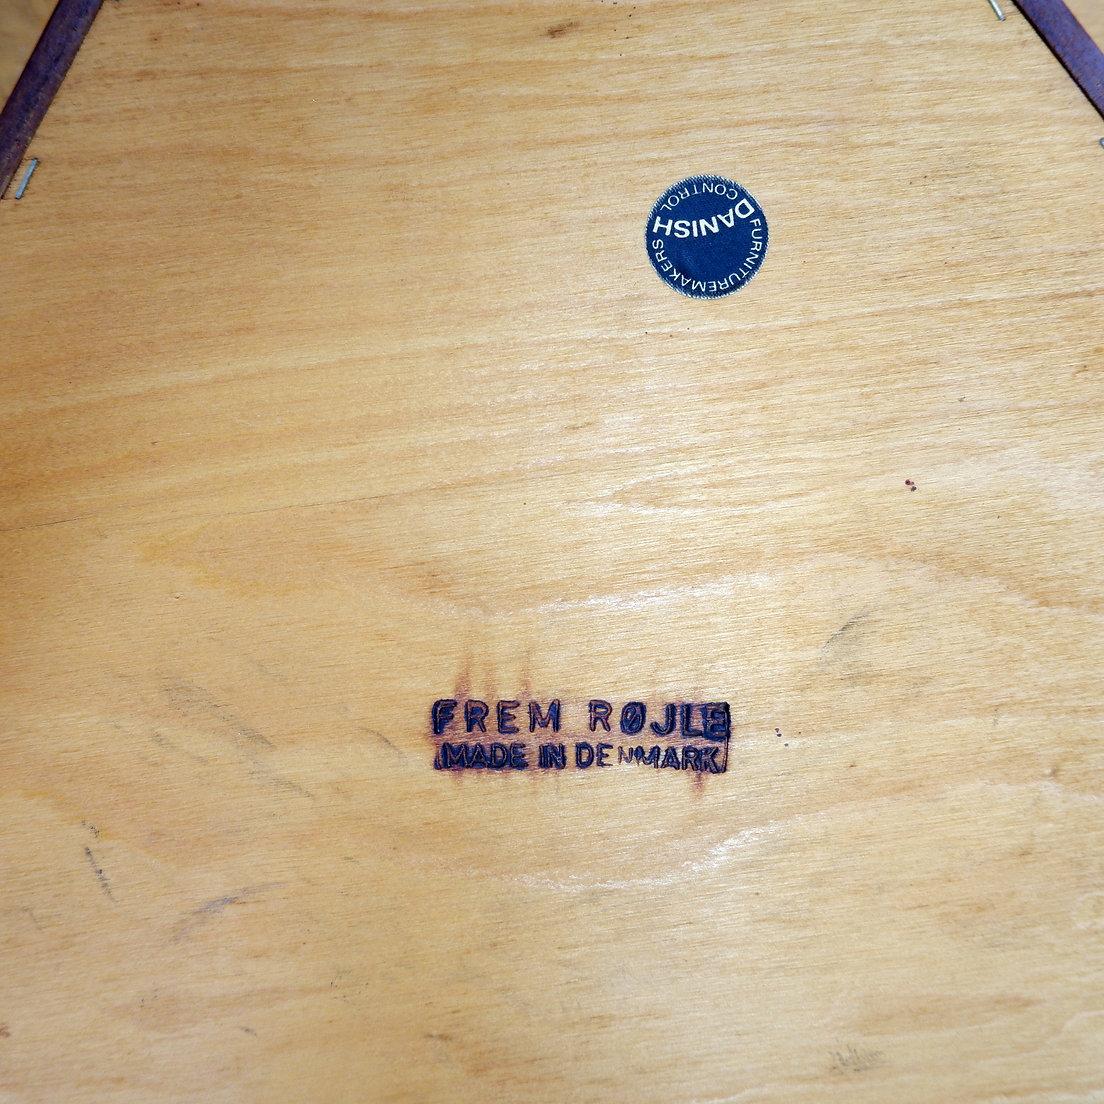 DANISH
FURNITUREMAKERS
CONTROL
FREM RØJLE
MADE IN DENMARK